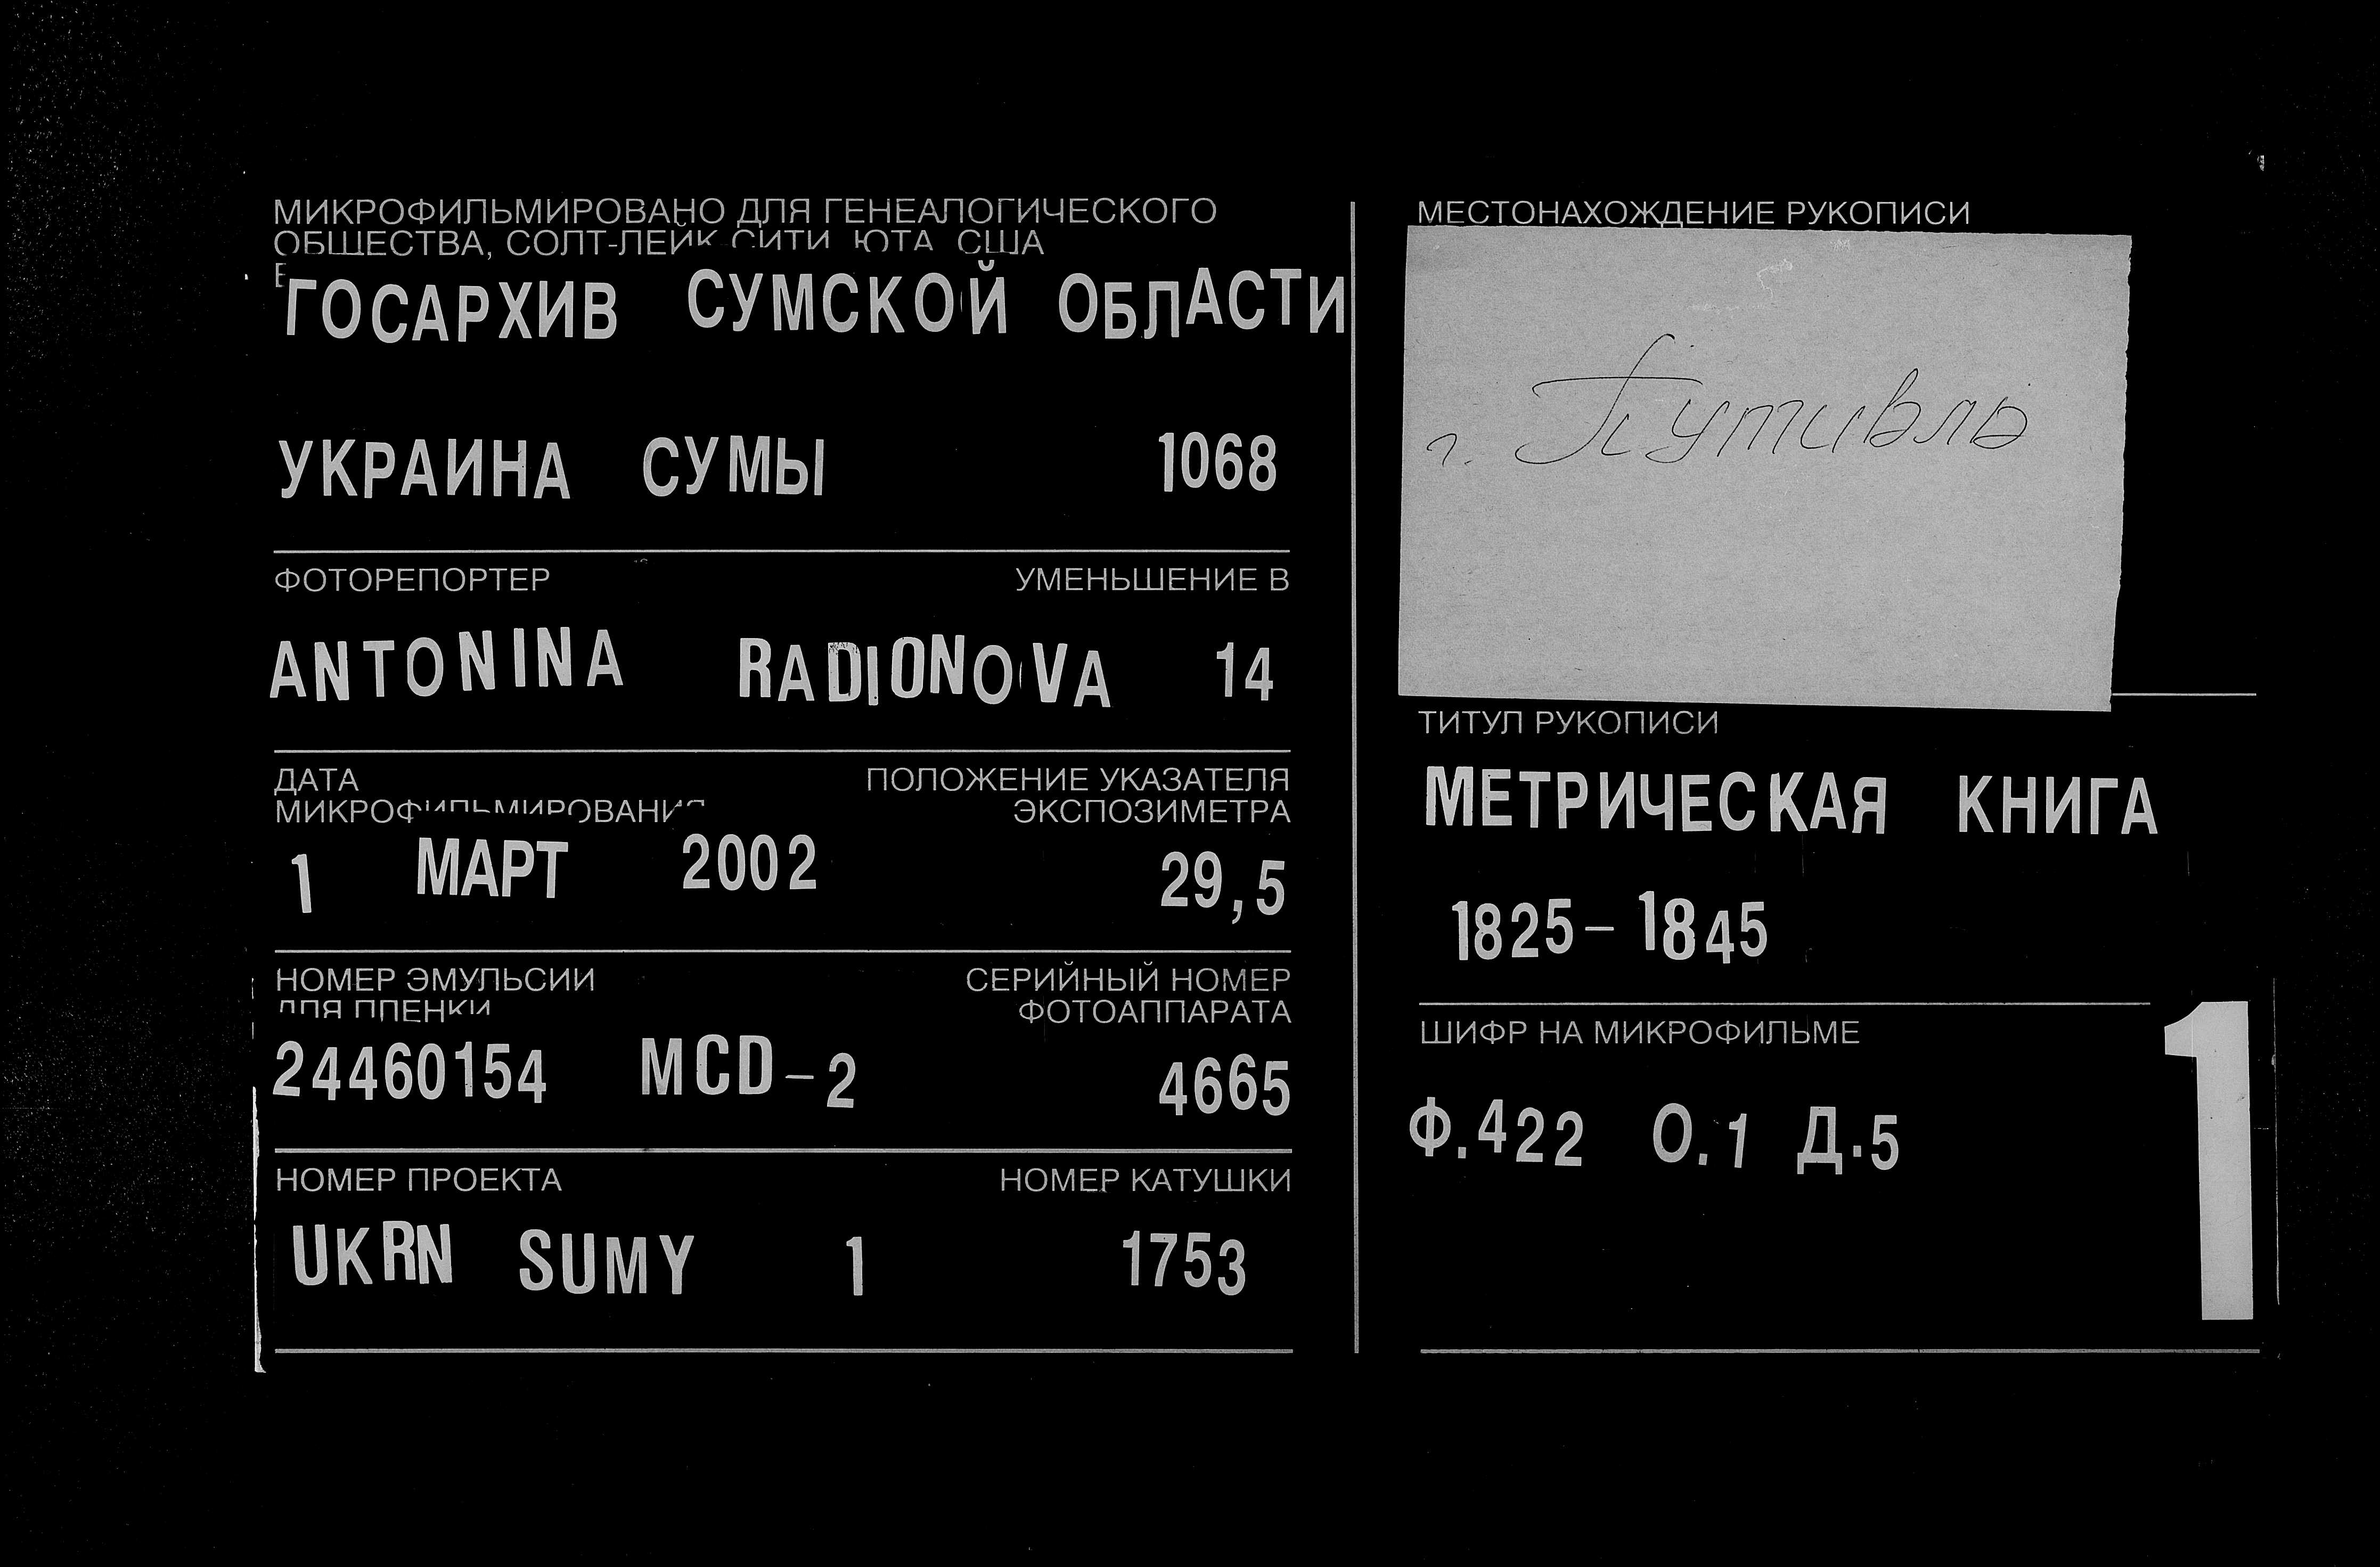 МИКРОФИЛЬМИРОВАНО ДЛЯ ГЕНЕАЛОГИЧЕСКОГО
ОБЩЕСТВА, СОЛТ-ЛЕЙК СИТИ, ЮТА, США
В
ГОСАРХИВ СУМСКОЙ ОБЛАСТИ
УКРАИНА СУМЫ 1068
ФОТОРЕПОРТЕР УМЕНЬШЕНИЕ В
ANTONINA RADIONOVA 14
ДАТА ПОЛОЖЕНИЕ УКАЗАТЕЛЯ
МИКРОФИЛЬМИРОВАНИЯ ЭКСПОЗИМЕТРА
1 МАРТ 2002 29,5
НОМЕР ЭМУЛЬСИИ СЕРИЙНЫЙ НОМЕР
ДЛЯ ПЛЕНКИ ФОТОАППАРАТА
24460154 MCD-2 4665
НОМЕР ПРОЕКТА НОМЕР КАТУШКИ
UKRN SUMY 1 1753
МЕСТОНАХОЖДЕНИЕ РУКОПИСИ
г. Путивль
ТИТУЛ РУКОПИСИ
МЕТРИЧЕСКАЯ КНИГА
1825-1845
ШИФР НА МИКРОФИЛЬМЕ
Ф.422 О.1 Д.5
1